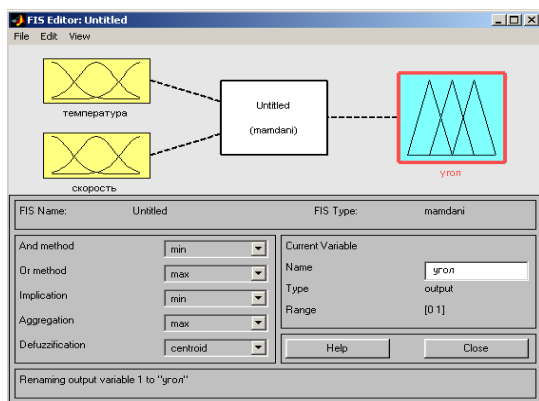 FIS Editor: Untitled
File Edit View
температура
скорость
Untitled
(mamdani)
угол
FIS Name: Untitled FIS Type: mamdani
And method min
Or method max
Implication min
Aggregation max
Defuzzification centroid
Current Variable
Name угол
Type output
Range [0 1]
Help Close
Renaming output variable 1 to "угол"